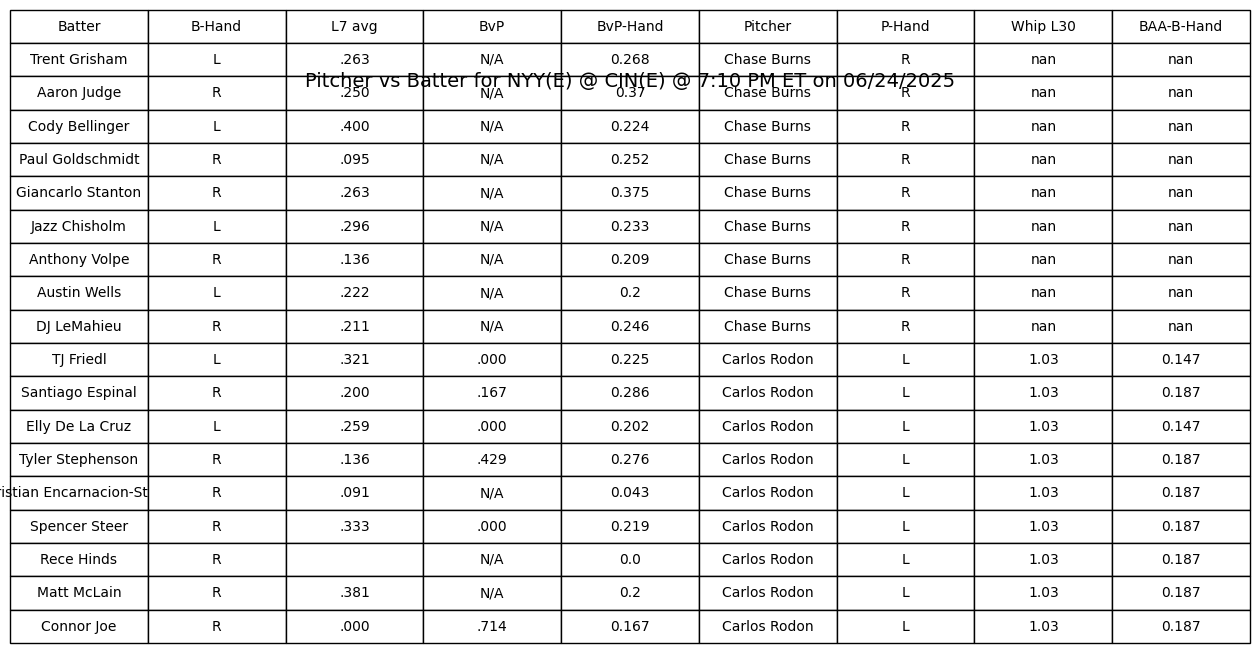 Batter B-Hand L7 avg BvP BvP-Hand Pitcher P-Hand Whip L30 BAA-B-Hand
Trent Grisham L .263 N/A 0.268 Chase Burns R nan nan
Pitcher vs Batter for NYY(E) @ CIN(E) @ 7:10 PM ET on 06/24/2025
Aaron Judge R .250 N/A 0.37 Chase Burns R nan nan
Cody Bellinger L .400 N/A 0.224 Chase Burns R nan nan
Paul Goldschmidt R .095 N/A 0.252 Chase Burns R nan nan
Giancarlo Stanton R .263 N/A 0.375 Chase Burns R nan nan
Jazz Chisholm L .296 N/A 0.233 Chase Burns R nan nan
Anthony Volpe R .136 N/A 0.209 Chase Burns R nan nan
Austin Wells L .222 N/A 0.2 Chase Burns R nan nan
DJ LeMahieu R .211 N/A 0.246 Chase Burns R nan nan
TJ Friedl L .321 .000 0.225 Carlos Rodon L 1.03 0.147
Santiago Espinal R .200 .167 0.286 Carlos Rodon L 1.03 0.187
Elly De La Cruz L .259 .000 0.202 Carlos Rodon L 1.03 0.147
Tyler Stephenson R .136 .429 0.276 Carlos Rodon L 1.03 0.187
istian Encarnacion-St R .091 N/A 0.043 Carlos Rodon L 1.03 0.187
Spencer Steer R .333 .000 0.219 Carlos Rodon L 1.03 0.187
Rece Hinds R N/A 0.0 Carlos Rodon L 1.03 0.187
Matt McLain R .381 N/A 0.2 Carlos Rodon L 1.03 0.187
Connor Joe R .000 .714 0.167 Carlos Rodon L 1.03 0.187